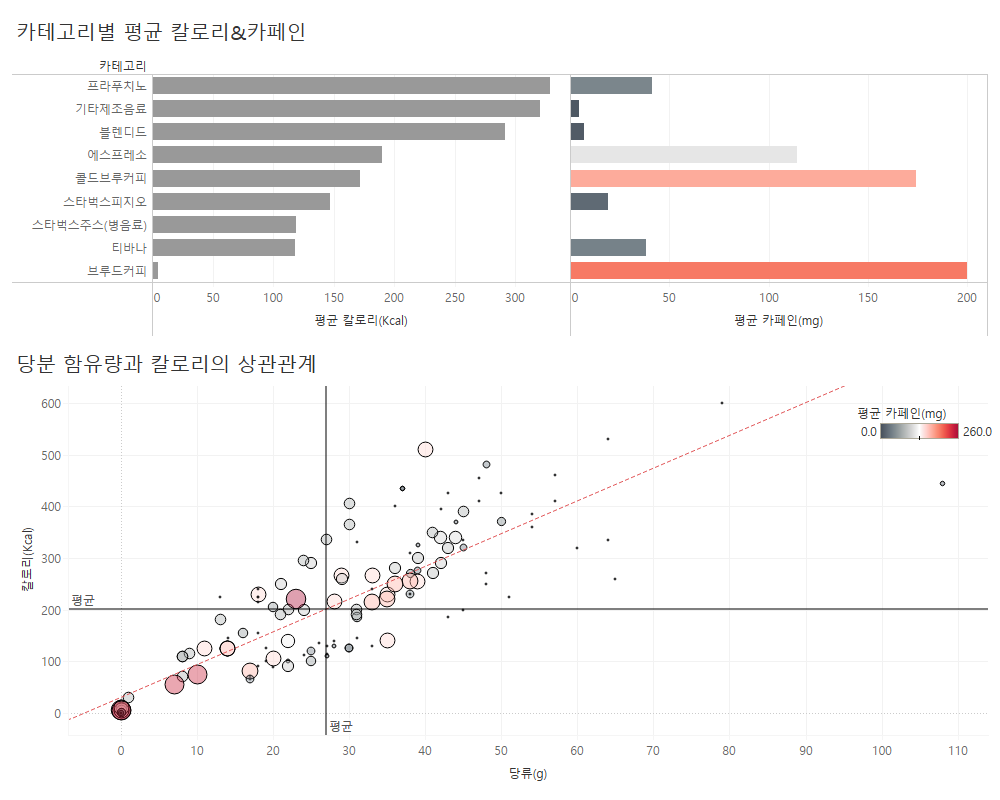 카테고리별 평균 칼로리&카페인
카테고리
프라푸치노
기타제조음료
블렌디드
에스프레소
콜드브루커피
스타벅스피지오
스타벅스주스(병음료)
티바나
브루드커피
0 50 100 150 200 250 300
0 50 100 150 200
평균 칼로리(Kcal)
평균 카페인(mg)
당분 함유량과 칼로리의 상관관계
평균 카페인(mg)
0.0 260.0
600
500
400
300
200
100
0
칼로리(Kcal)
평균
평균
0 10 20 30 40 50 60 70 80 90 100 110
당류(g)